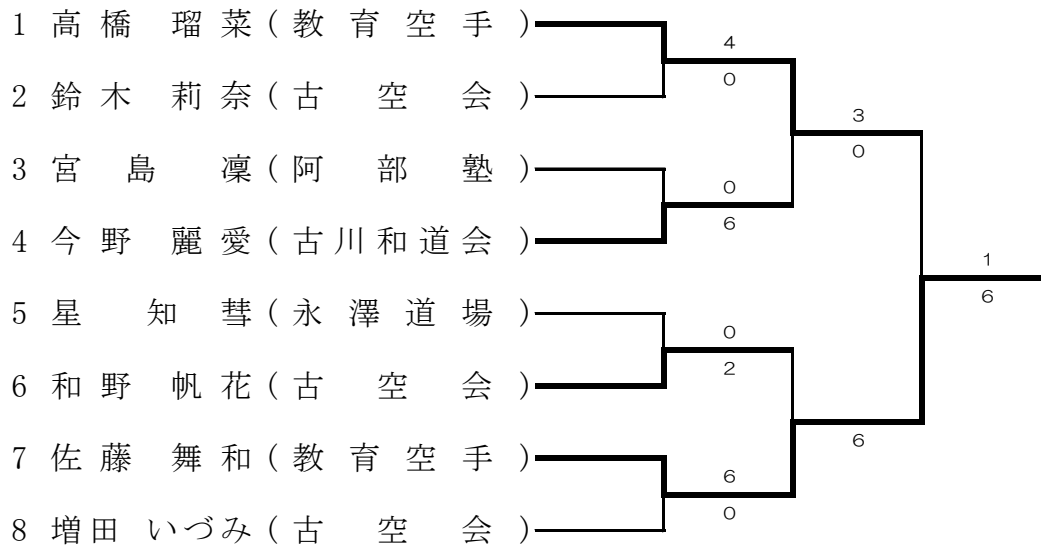 1 高橋 瑠菜(教育空手)
4
0
2 鈴木 莉奈(古空会)
3
0
3 宮島 凜(阿部塾)
0
6
4 今野 麗愛(古川和道会)
1
6
5 星 知彗(永澤道場)
0
2
6 和野 帆花(古空会)
6
7 佐藤 舞和(教育空手)
6
0
8 増田 いづみ(古空会)